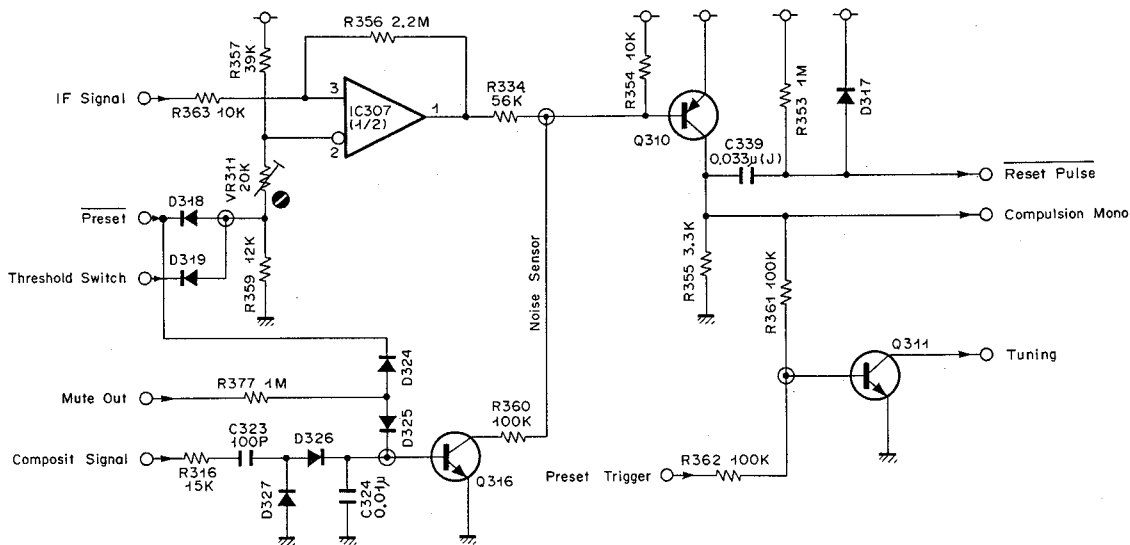 R356 2.2M
R357
39K
IF Signal
R363 10K
3
IC307
(1/2)
1
2
R334
56K
R354 10K
Q310
C339
0.033μ(J)
R353 1M
D317
Reset Pulse
VR311
20K
Preset
D318
Compulsion Mono
Threshold Switch
D319
R359 12K
Noise Sensor
R355 3.3K
R361 100K
D324
Q311
Tuning
R377 1M
Mute Out
D325
R360
100K
C323
100P
D326
Composit Signal
R316
15K
D327
C324
0.01μ
Q316
Preset Trigger
R362 100K